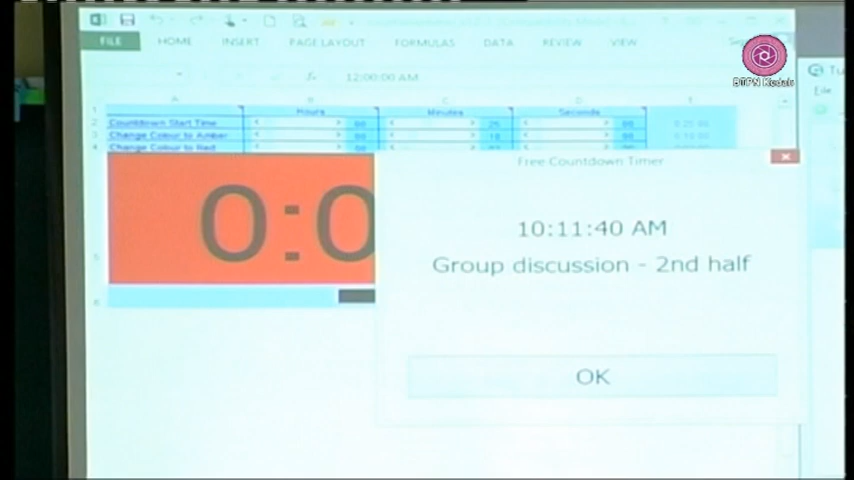 FILE HOME INSERT PAGE LAYOUT FORMULAS DATA REVIEW VIEW
BTPN Kedah
12:00:00 AM
Hours Minutes Seconds
Countdown Start Time
Change Colour to Amber
Change Colour to Red
0:0
Free Countdown Timer
10:11:40 AM
Group discussion - 2nd half
OK